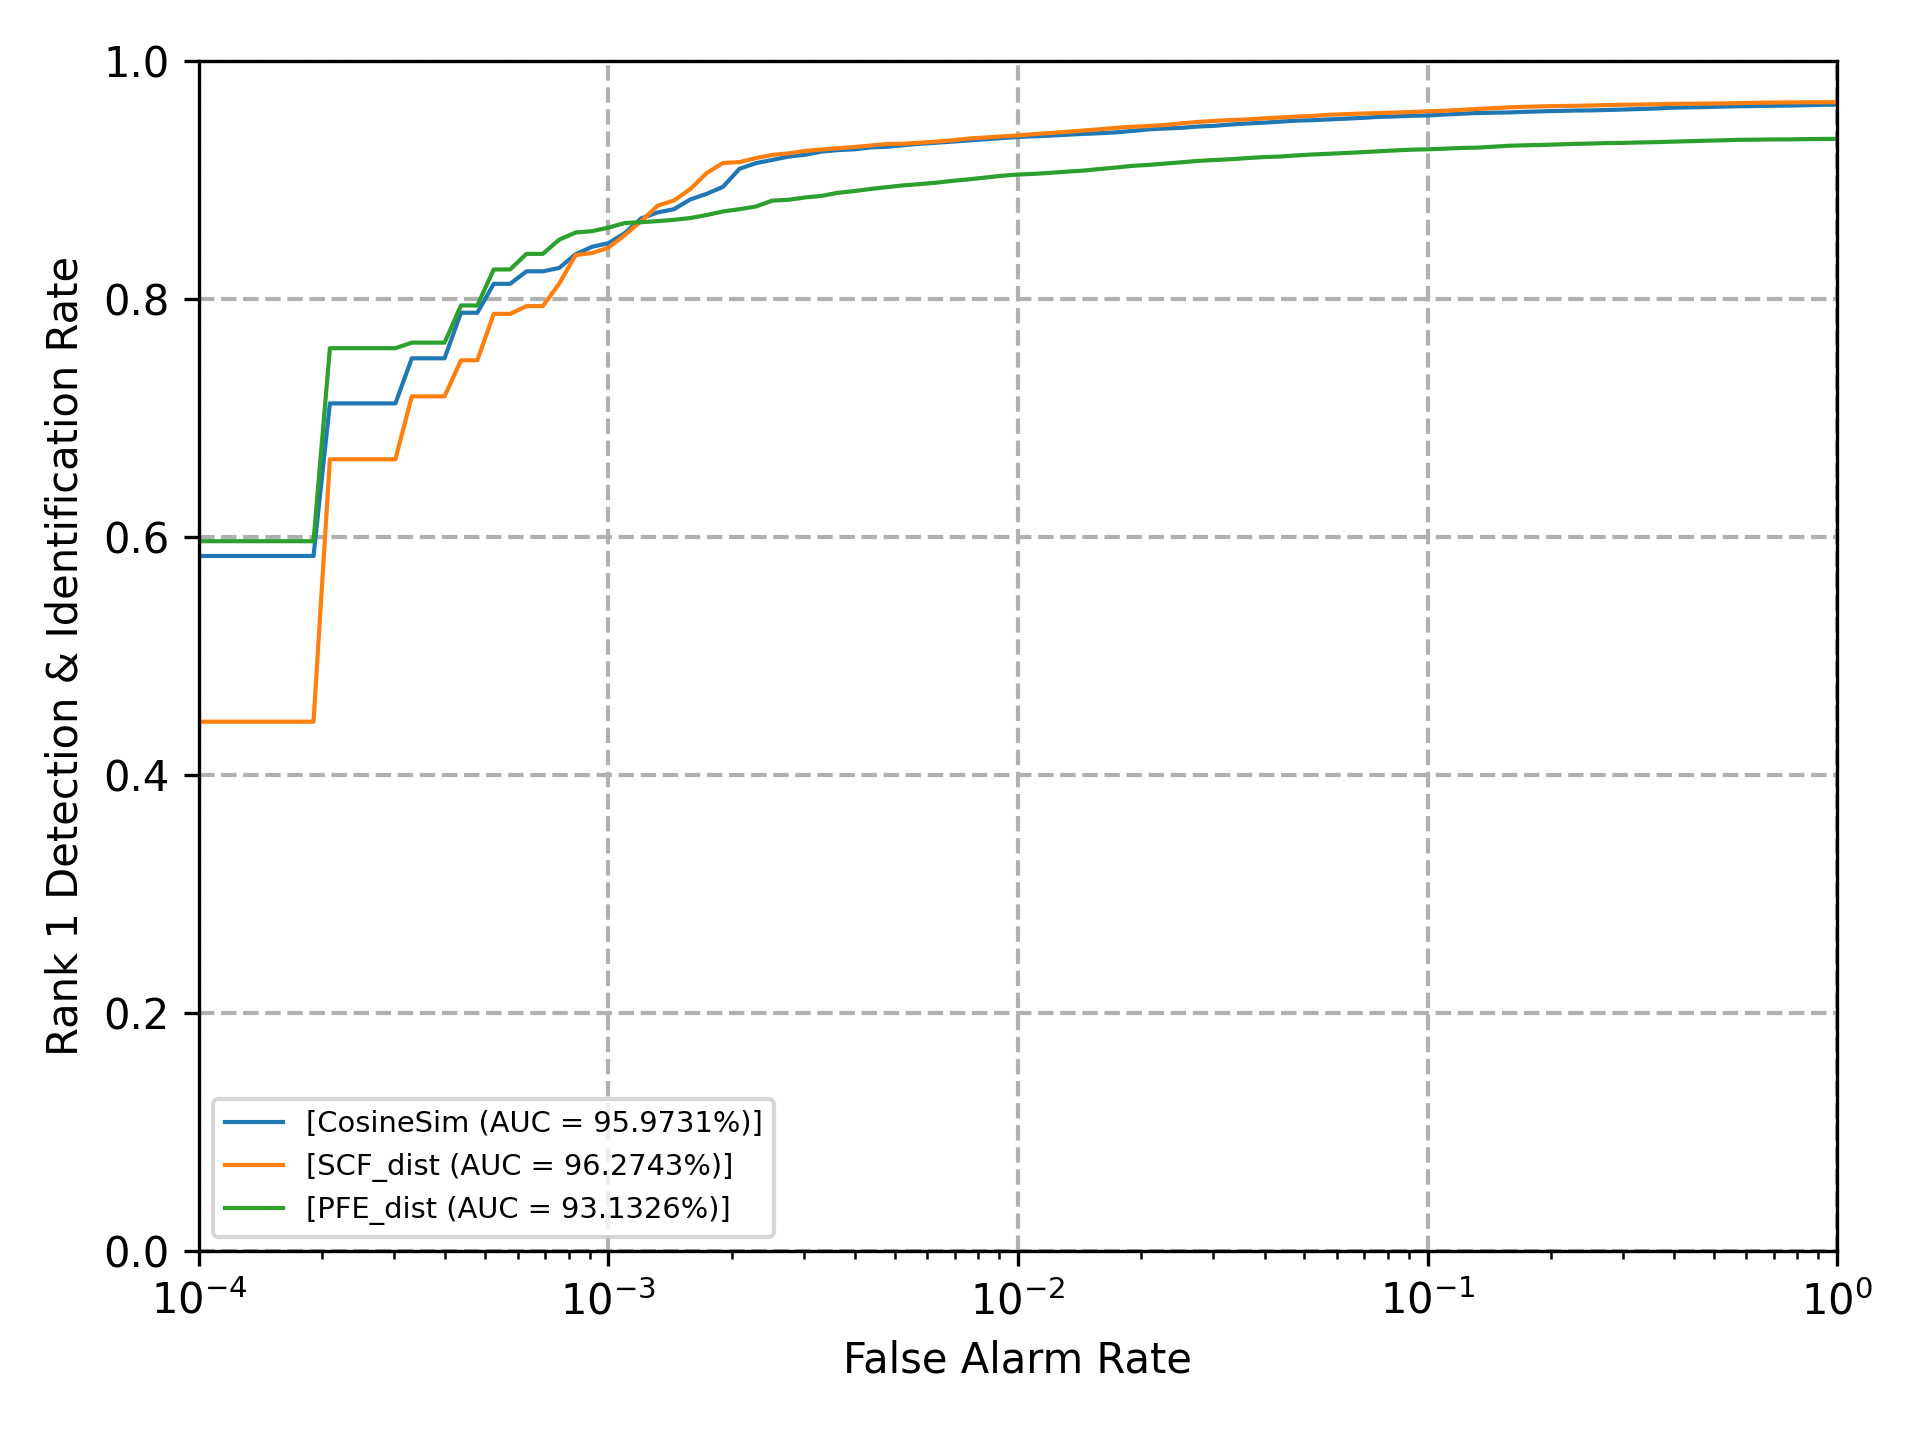 Rank 1 Detection & Identification Rate
1.0
0.8
0.6
0.4
0.2
0.0
[CosineSim (AUC = 95.9731%)]
[SCF_dist (AUC = 96.2743%)]
[PFE_dist (AUC = 93.1326%)]
10⁻⁴ 10⁻³ 10⁻² 10⁻¹ 10⁰
False Alarm Rate